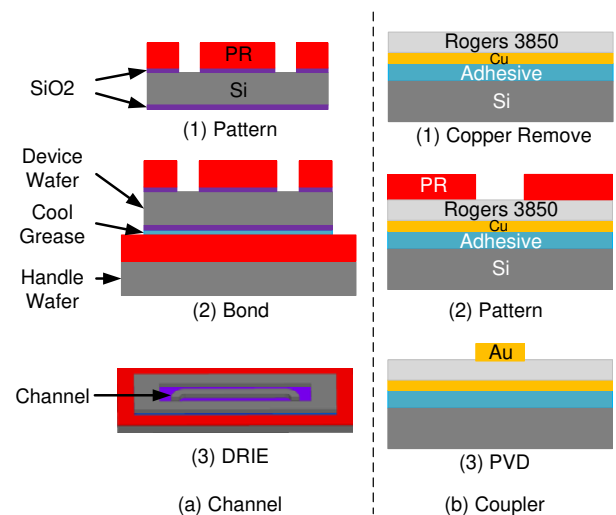 PR
SiO2
Si
(1) Pattern
Device
Wafer
Cool
Grease
Handle
Wafer
(2) Bond
Channel
(3) DRIE
(a) Channel
Rogers 3850
Cu
Adhesive
Si
(1) Copper Remove
PR
Rogers 3850
Cu
Adhesive
Si
(2) Pattern
Au
(3) PVD
(b) Coupler